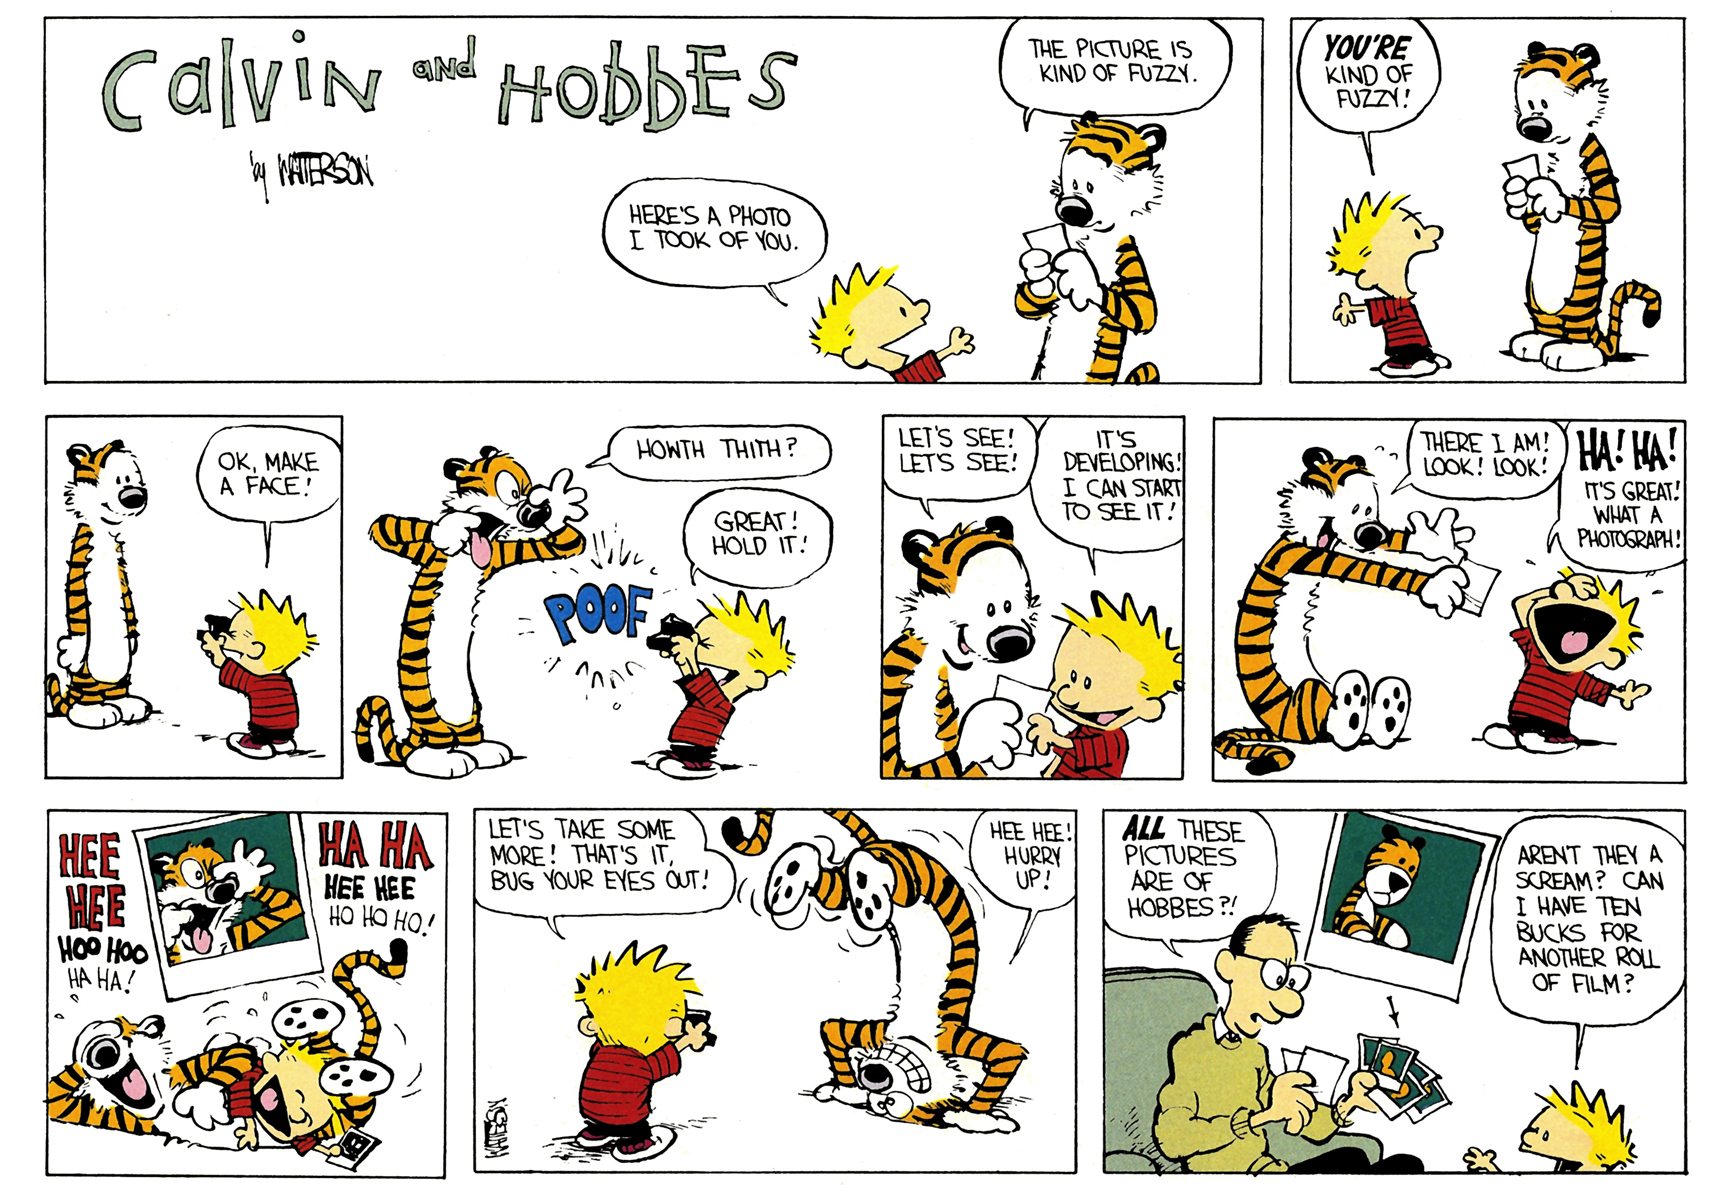 CALVIN AND HOBBES
by WATTERSON
HERE'S A PHOTO
I TOOK OF YOU.
THE PICTURE IS
KIND OF FUZZY.
YOU'RE
KIND OF
FUZZY!
OK, MAKE
A FACE!
HOWTH THITH?
GREAT!
HOLD IT!
POOF
LET'S SEE!
LET'S SEE!
IT'S
DEVELOPING!
I CAN START
TO SEE IT!
THERE I AM!
LOOK! LOOK!
HA! HA!
IT'S GREAT!
WHAT A
PHOTOGRAPH!
HEE
HEE
HOO HOO
HA HA!
HA HA
HEE HEE
HO HO HO!
LET'S TAKE SOME
MORE! THAT'S IT,
BUG YOUR EYES OUT!
HEE HEE!
HURRY
UP!
WATTERSON
ALL THESE
PICTURES
ARE OF
HOBBES?!
AREN'T THEY A
SCREAM? CAN
I HAVE TEN
BUCKS FOR
ANOTHER ROLL
OF FILM?